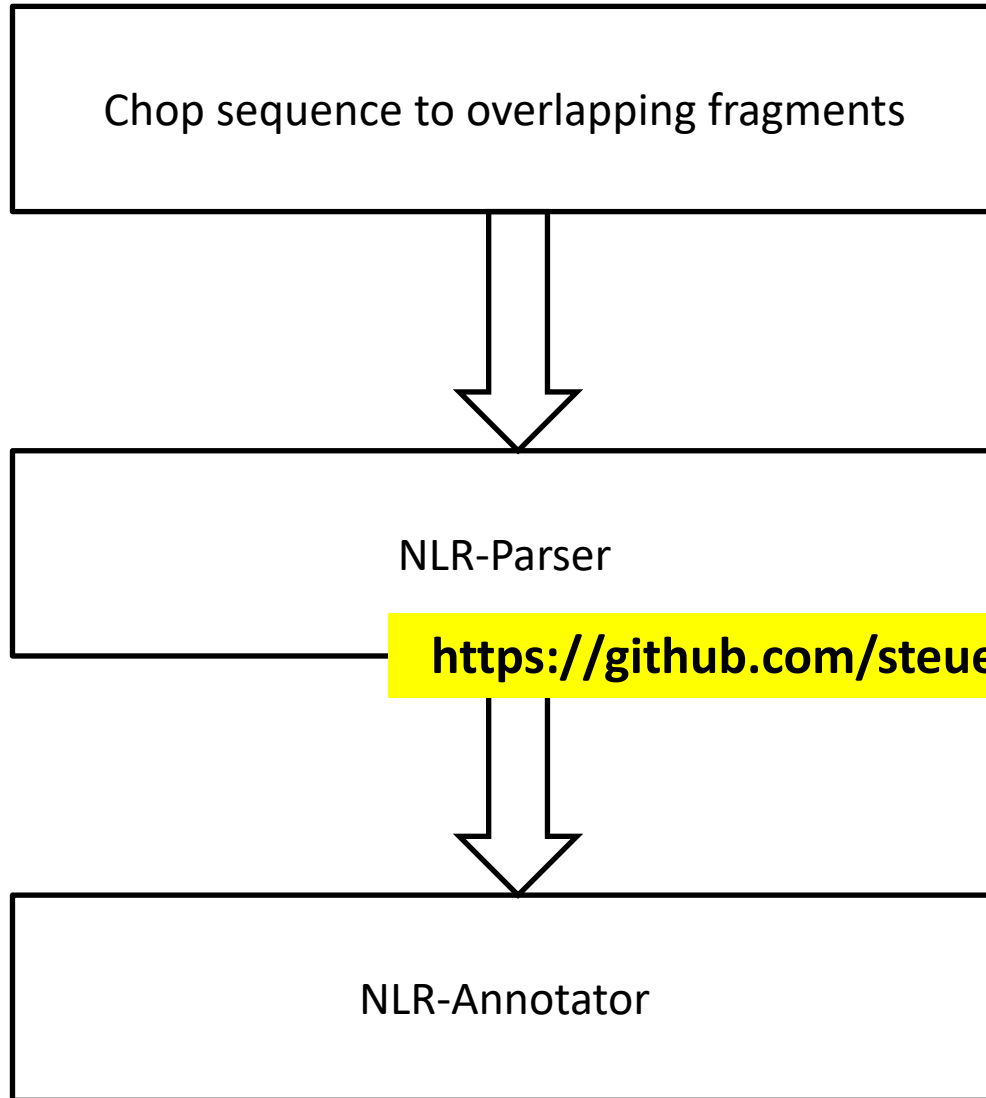 Chop sequence to overlapping fragments
NLR-Parser
https://github.com/steue
NLR-Annotator